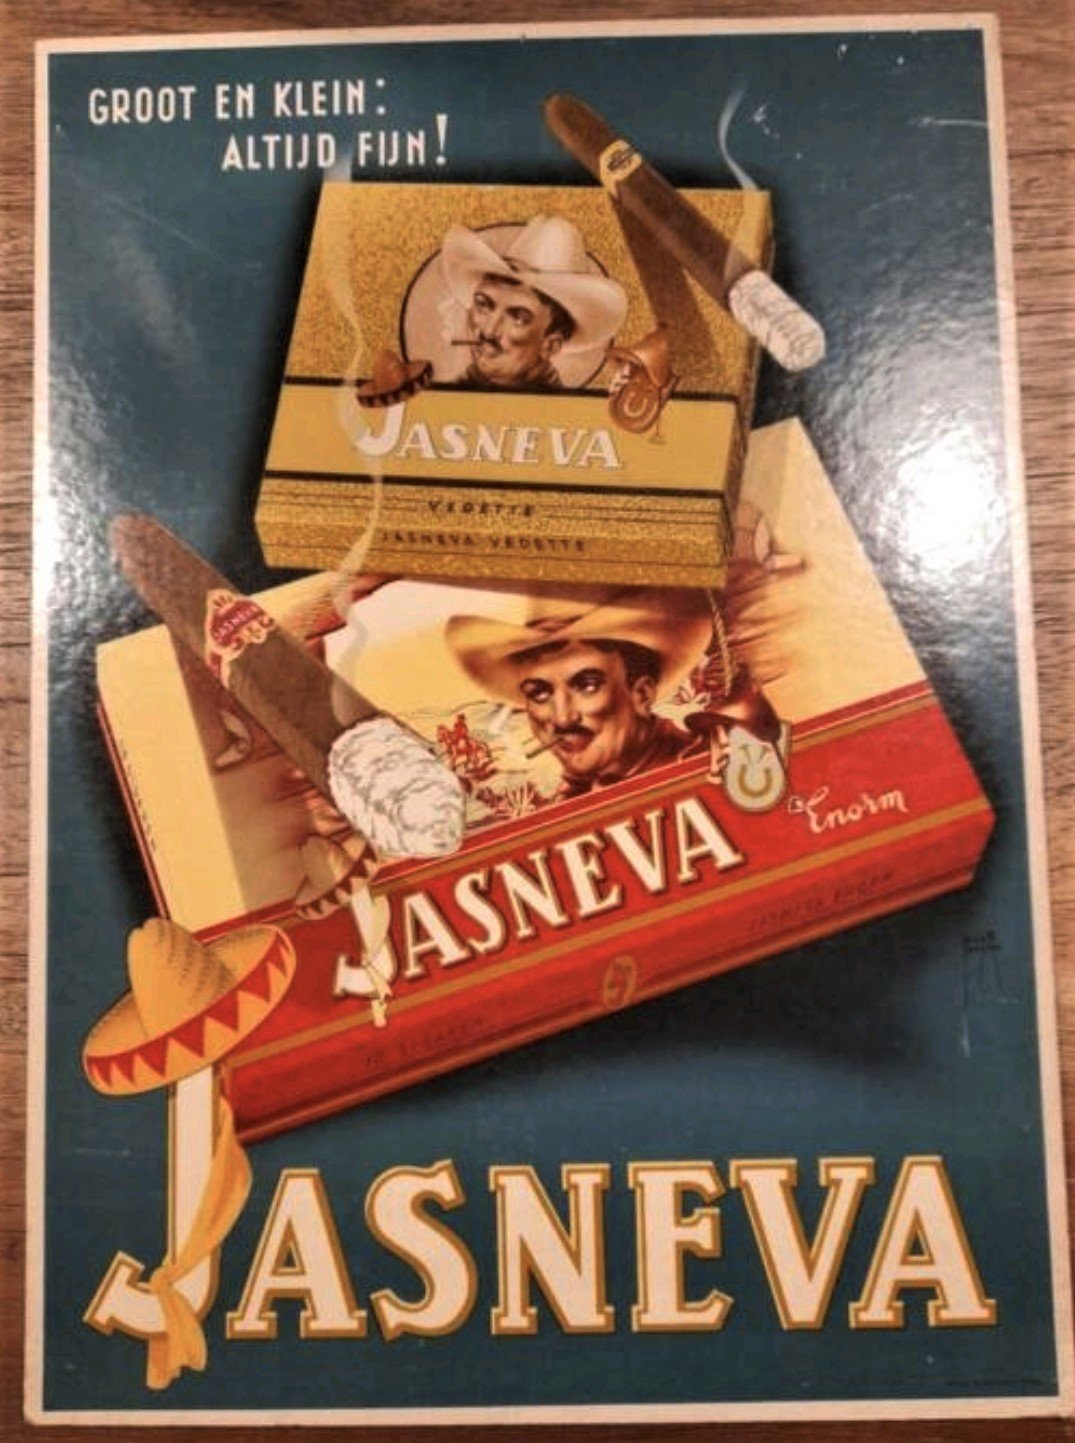 GROOT EN KLEIN:
ALTIJD FIJN!
JASNEVA
VEDETTE
JASNEVA VEDETTE
JASNEVA
Enorm
JASNEVA